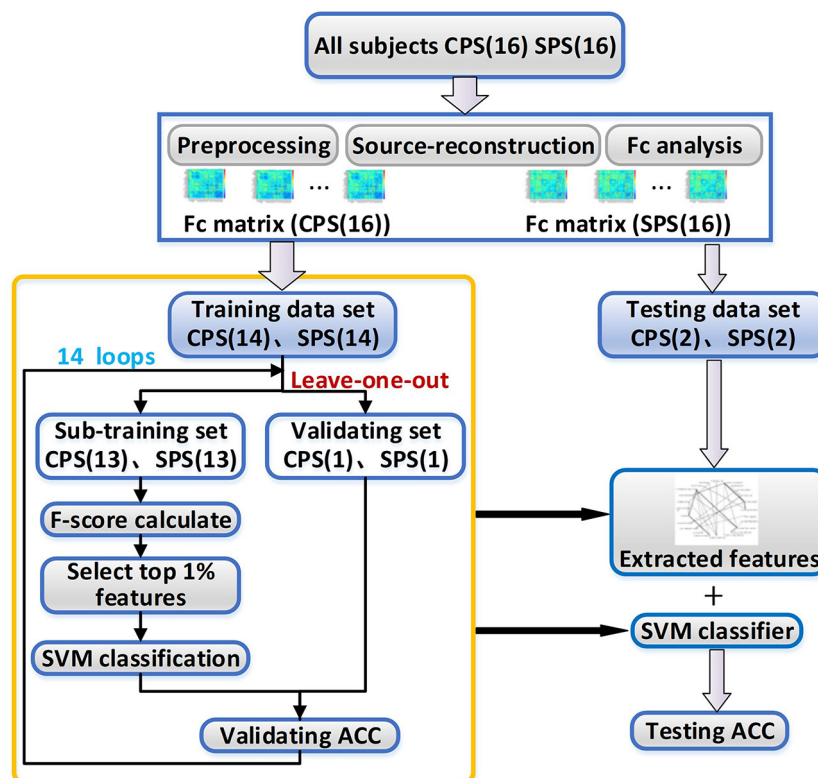 All subjects CPS(16) SPS(16)
Preprocessing
Source-reconstruction
Fc analysis
...
...
Fc matrix (CPS(16))
Fc matrix (SPS(16))
Training data set
CPS(14)、SPS(14)
14 loops
Leave-one-out
Sub-training set
CPS(13)、SPS(13)
Validating set
CPS(1)、SPS(1)
F-score calculate
Select top 1%
features
SVM classification
Validating ACC
Testing data set
CPS(2)、SPS(2)
Extracted features
+
SVM classifier
Testing ACC